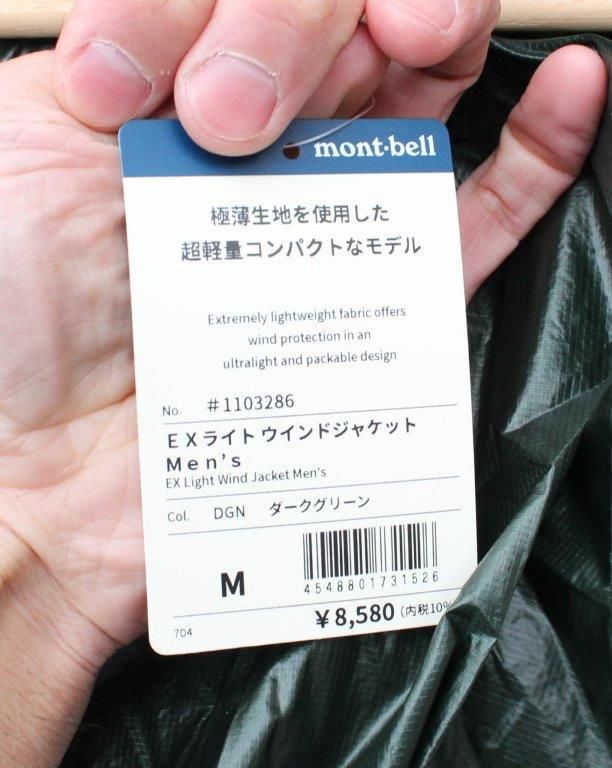 mont-bell
極薄生地を使用した
超軽量コンパクトなモデル
Extremely lightweight fabric offers
wind protection in an
ultralight and packable design
No. #1103286
EXライト ウインドジャケット
Men's
EX Light Wind Jacket Men's
Col. DGN ダークグリーン
M
4548801731526
¥8,580 (内税10%
704